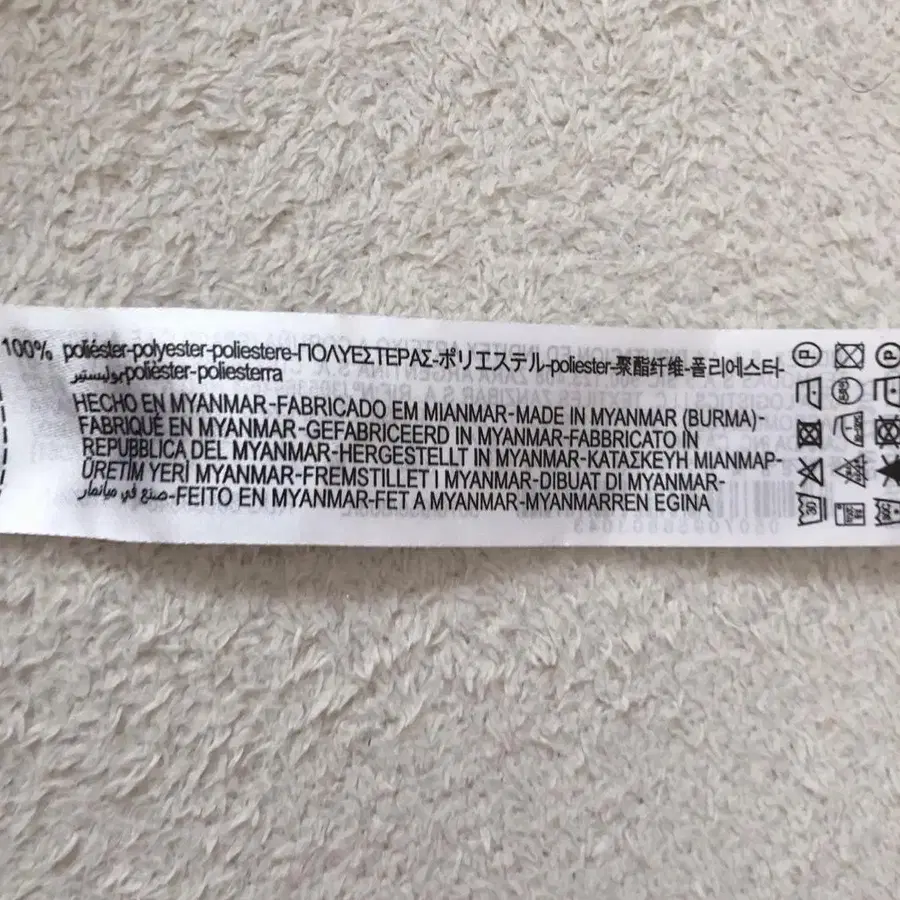 100% poliéster-polyester-poliestere-ΠΟΛΥΕΣΤΕΡΑΣ-ポリエステル-poliester-聚酯纤维-폴리에스터-
بوليستير-polièster-poliesterra
HECHO EN MYANMAR-FABRICADO EM MIANMAR-MADE IN MYANMAR (BURMA)-
FABRIQUÉ EN MYANMAR-GEFABRICEERD IN MYANMAR-FABBRICATO IN
REPUBBLICA DEL MYANMAR-HERGESTELLT IN MYANMAR-ΚΑΤΑΣΚΕΥΗ ΜΙΑΝΜΑΡ-
ÜRETİM YERİ MYANMAR-FREMSTILLET I MYANMAR-DIBUAT DI MYANMAR-
صنع في ميانمار-FEITO EN MYANMAR-FET A MYANMAR-MYANMARREN EGINA
P
P